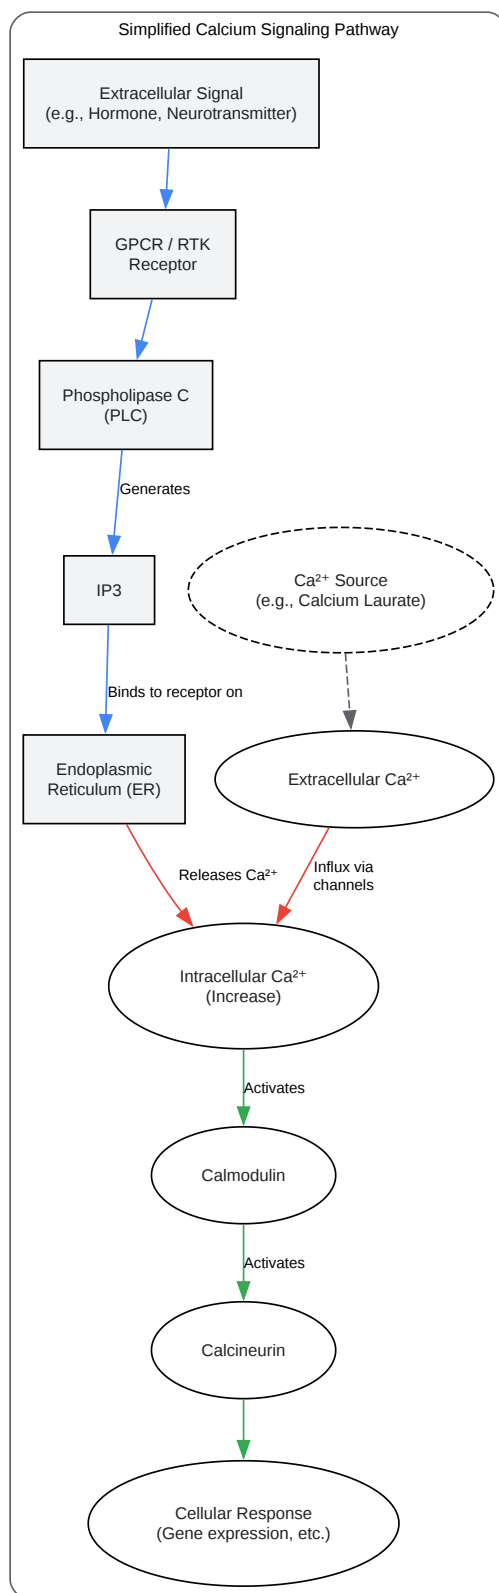 Simplified Calcium Signaling Pathway
Extracellular Signal
(e.g., Hormone, Neurotransmitter)
GPCR / RTK
Receptor
Phospholipase C
(PLC)
Generates
IP3
Ca²⁺ Source
(e.g., Calcium Laurate)
Binds to receptor on
Endoplasmic
Reticulum (ER)
Extracellular Ca²⁺
Releases Ca²⁺
Influx via
channels
Intracellular Ca²⁺
(Increase)
Activates
Calmodulin
Activates
Calcineurin
Cellular Response
(Gene expression, etc.)